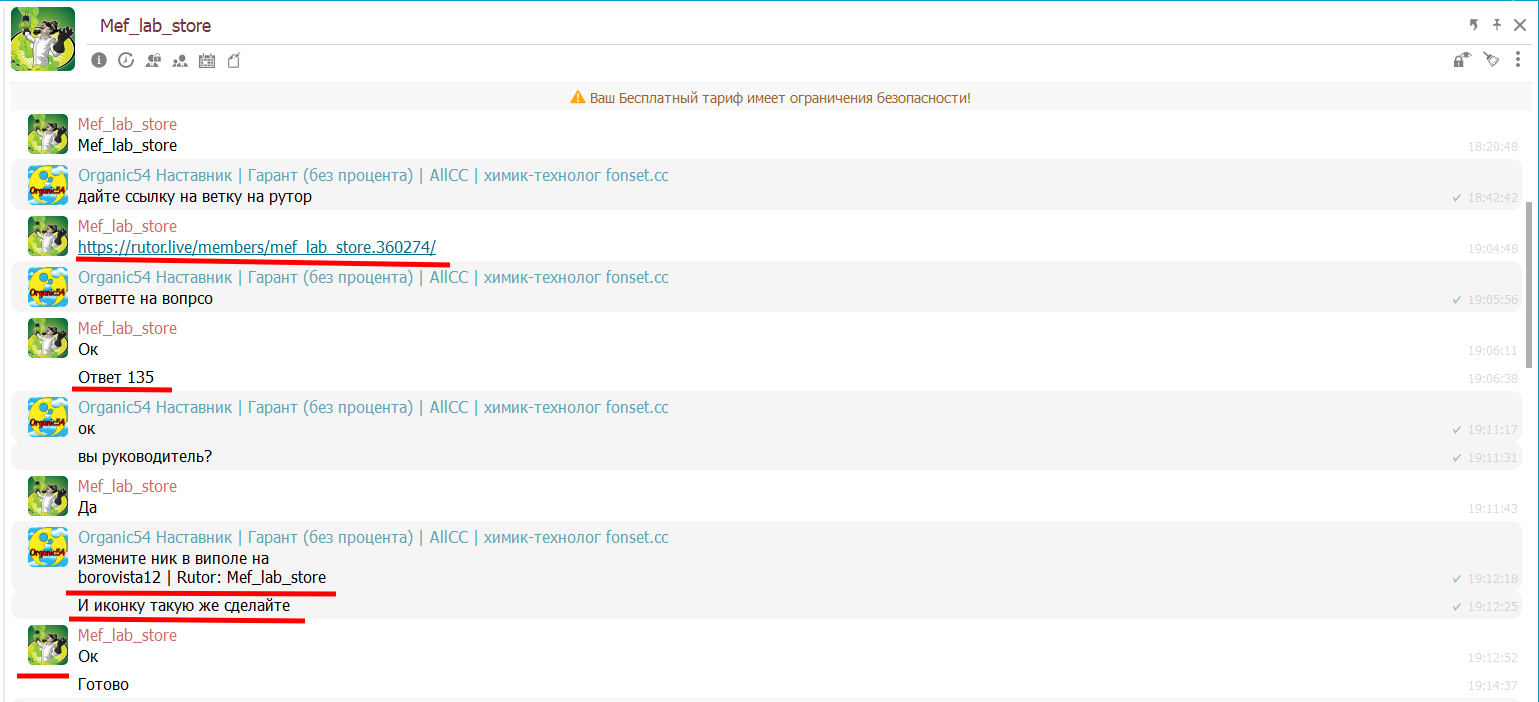 Mef_lab_store
Ваш Бесплатный тариф имеет ограничения безопасности!
Mef_lab_store
Mef_lab_store
18:20:48
Organic54 Наставник | Гарант (без процента) | AllCC | химик-технолог fonset.cc
дайте ссылку на ветку на рутор
18:42:42
Mef_lab_store
https://rutor.live/members/mef_lab_store.360274/
19:04:48
Organic54 Наставник | Гарант (без процента) | AllCC | химик-технолог fonset.cc
ответте на вопрсо
19:05:56
Mef_lab_store
Ок
19:06:11
Ответ 135
19:06:38
Organic54 Наставник | Гарант (без процента) | AllCC | химик-технолог fonset.cc
ок
19:11:17
вы руководитель?
19:11:31
Mef_lab_store
Да
19:11:43
Organic54 Наставник | Гарант (без процента) | AllCC | химик-технолог fonset.cc
измените ник в виполе на
borovista12 | Rutor: Mef_lab_store
19:12:18
И иконку такую же сделайте
19:12:25
Mef_lab_store
Ок
19:12:52
Готово
19:14:37
Organic54
Organic54
Organic54
Organic54